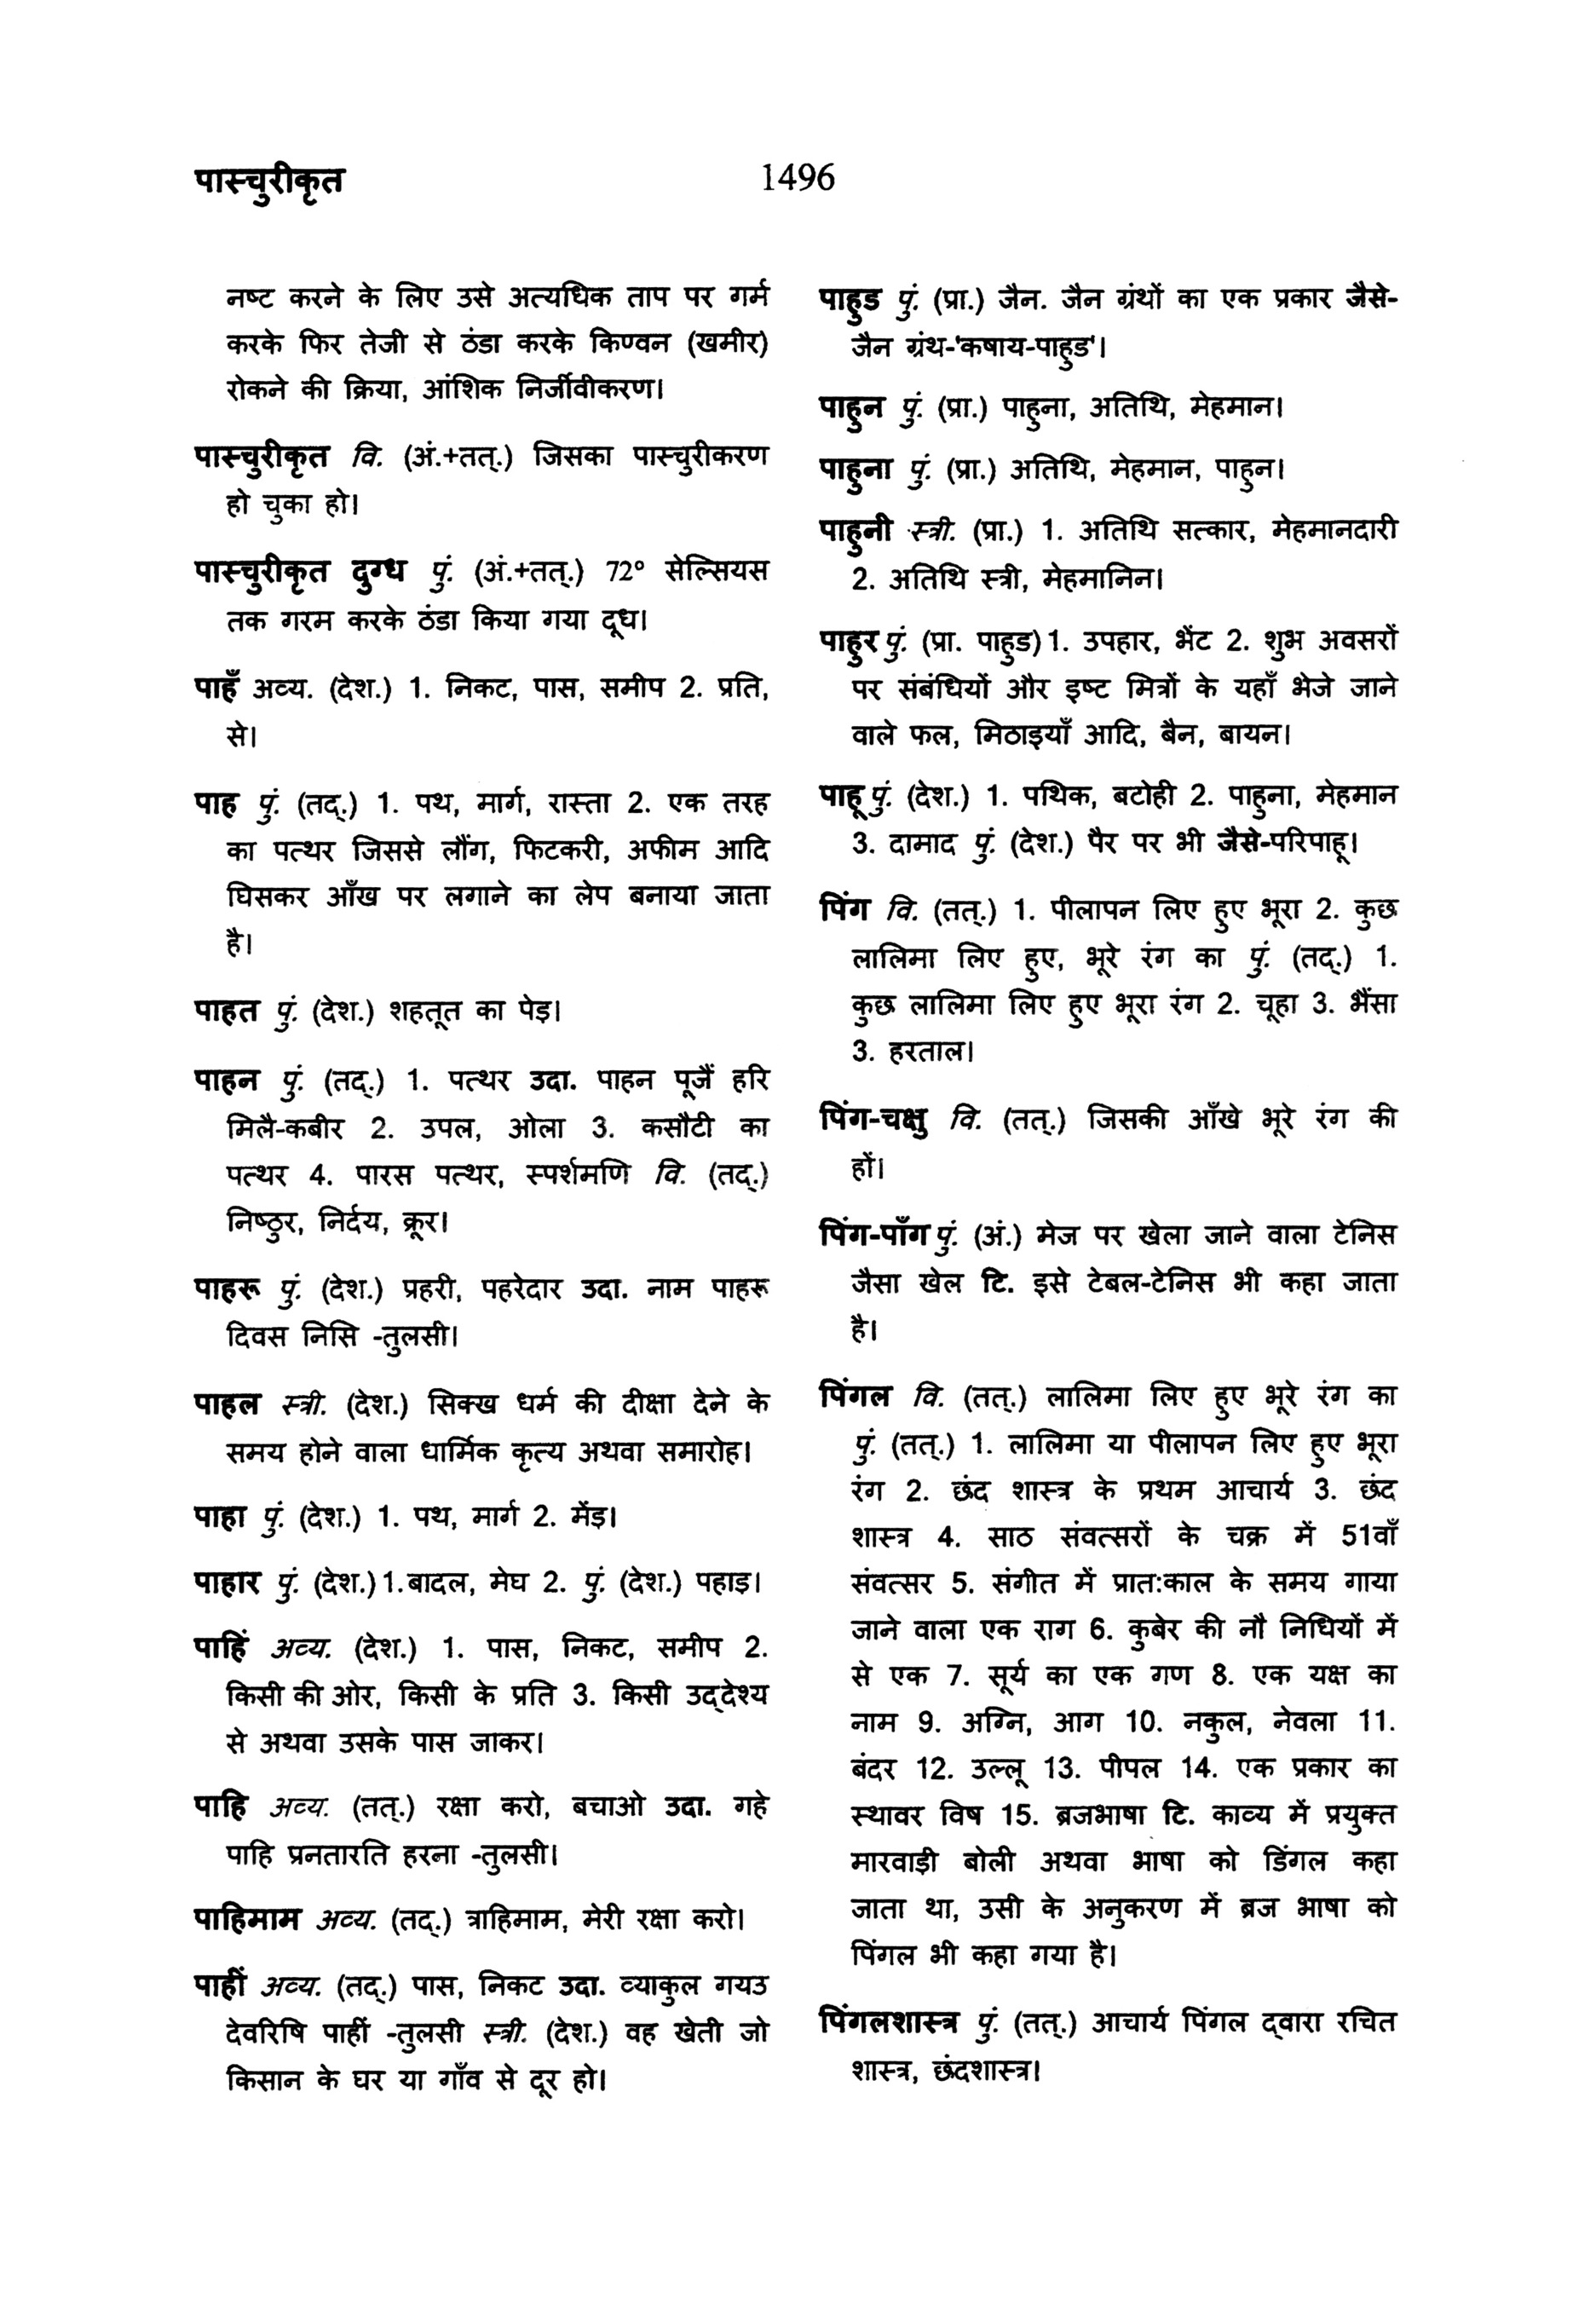 पास्चुरीकृत
1496
नष्ट करने के लिए उसे अत्यधिक ताप पर गर्म
करके फिर तेजी से ठंडा करके किण्वन (खमीर)
रोकने की क्रिया, आंशिक निर्जीवीकरण।
पास्चुरीकृत वि. (अं.+तत्.) जिसका पास्चुरीकरण
हो चुका हो।
पास्चुरीकृत दुग्ध पुं. (अं.+तत्.) 72° सेल्सियस
तक गरम करके ठंडा किया गया दूध।
पाहँ अव्य. (देश.) 1. निकट, पास, समीप 2. प्रति,
से।
पाह पुं. (तद्.) 1. पथ, मार्ग, रास्ता 2. एक तरह
का पत्थर जिससे लौंग, फिटकरी, अफीम आदि
घिसकर आँख पर लगाने का लेप बनाया जाता
है।
पाहत पुं. (देश.) शहतूत का पेड़।
पाहन पुं. (तद्.) 1. पत्थर उदा. पाहन पूजैं हरि
मिलै-कबीर 2. उपल, ओला 3. कसौटी का
पत्थर 4. पारस पत्थर, स्पर्शमणि वि. (तद्.)
निष्ठुर, निर्दय, क्रूर।
पाहरू पुं. (देश.) प्रहरी, पहरेदार उदा. नाम पाहरू
दिवस निसि -तुलसी।
पाहल स्त्री. (देश.) सिक्ख धर्म की दीक्षा देने के
समय होने वाला धार्मिक कृत्य अथवा समारोह।
पाहा पुं. (देश.) 1. पथ, मार्ग 2. मेंड़।
पाहार पुं. (देश.) 1.बादल, मेघ 2. पुं. (देश.) पहाड़।
पाहिं अव्य. (देश.) 1. पास, निकट, समीप 2.
किसी की ओर, किसी के प्रति 3. किसी उद्‌देश्य
से अथवा उसके पास जाकर।
पाहि अव्य. (तत्.) रक्षा करो, बचाओ उदा. गहे
पाहि प्रनतारति हरना -तुलसी।
पाहिमाम अव्य. (तद्.) त्राहिमाम, मेरी रक्षा करो।
पाहीं अव्य. (तद्.) पास, निकट उदा. व्याकुल गयउ
देवरिषि पाहीं -तुलसी स्त्री. (देश.) वह खेती जो
किसान के घर या गाँव से दूर हो।
पाहुड पुं. (प्रा.) जैन. जैन ग्रंथों का एक प्रकार जैसे-
जैन ग्रंथ-'कषाय-पाहुड'।
पाहुन पुं. (प्रा.) पाहुना, अतिथि, मेहमान।
पाहुना पुं. (प्रा.) अतिथि, मेहमान, पाहुन।
पाहुनी स्त्री. (प्रा.) 1. अतिथि सत्कार, मेहमानदारी
2. अतिथि स्त्री, मेहमानिन।
पाहुर पुं. (प्रा. पाहुड) 1. उपहार, भेंट 2. शुभ अवसरों
पर संबंधियों और इष्ट मित्रों के यहाँ भेजे जाने
वाले फल, मिठाइयाँ आदि, बैन, बायन।
पाहू पुं. (देश.) 1. पथिक, बटोही 2. पाहुना, मेहमान
3. दामाद पुं. (देश.) पैर पर भी जैसे-परिपाहू।
पिंग वि. (तत्.) 1. पीलापन लिए हुए भूरा 2. कुछ
लालिमा लिए हुए, भूरे रंग का पुं. (तद्.) 1.
कुछ लालिमा लिए हुए भूरा रंग 2. चूहा 3. भैंसा
3. हरताल।
पिंग-चक्षु वि. (तत्.) जिसकी आँखे भूरे रंग की
हों।
पिंग-पाँग पुं. (अं.) मेज पर खेला जाने वाला टेनिस
जैसा खेल टि. इसे टेबल-टेनिस भी कहा जाता
है।
पिंगल वि. (तत्.) लालिमा लिए हुए भूरे रंग का
पुं. (तत्.) 1. लालिमा या पीलापन लिए हुए भूरा
रंग 2. छंद शास्त्र के प्रथम आचार्य 3. छंद
शास्त्र 4. साठ संवत्सरों के चक्र में 51वाँ
संवत्सर 5. संगीत में प्रात:काल के समय गाया
जाने वाला एक राग 6. कुबेर की नौ निधियों में
से एक 7. सूर्य का एक गण 8. एक यक्ष का
नाम 9. अग्नि, आग 10. नकुल, नेवला 11.
बंदर 12. उल्लू 13. पीपल 14. एक प्रकार का
स्थावर विष 15. ब्रजभाषा टि. काव्य में प्रयुक्त
मारवाड़ी बोली अथवा भाषा को डिंगल कहा
जाता था, उसी के अनुकरण में ब्रज भाषा को
पिंगल भी कहा गया है।
पिंगलशास्त्र पुं. (तत्.) आचार्य पिंगल द्‌वारा रचित
शास्त्र, छंदशास्त्र।